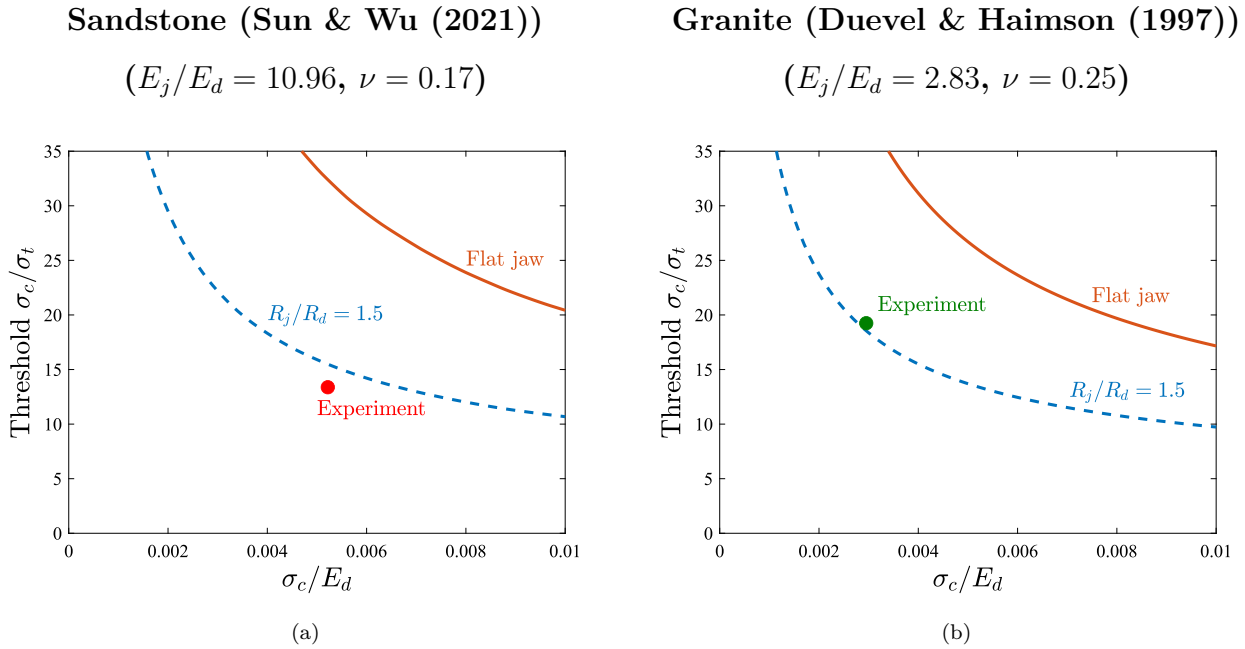 Sandstone (Sun & Wu (2021))
(E_j/E_d = 10.96, ν = 0.17)
35
30
25
20
15
10
5
0
Threshold σ_c/σ_t
Flat jaw
R_j/R_d = 1.5
Experiment
0 0.002 0.004 0.006 0.008 0.01
σ_c/E_d
(a)
Granite (Duevel & Haimson (1997))
(E_j/E_d = 2.83, ν = 0.25)
35
30
25
20
15
10
5
0
Threshold σ_c/σ_t
Experiment
Flat jaw
R_j/R_d = 1.5
0 0.002 0.004 0.006 0.008 0.01
σ_c/E_d
(b)